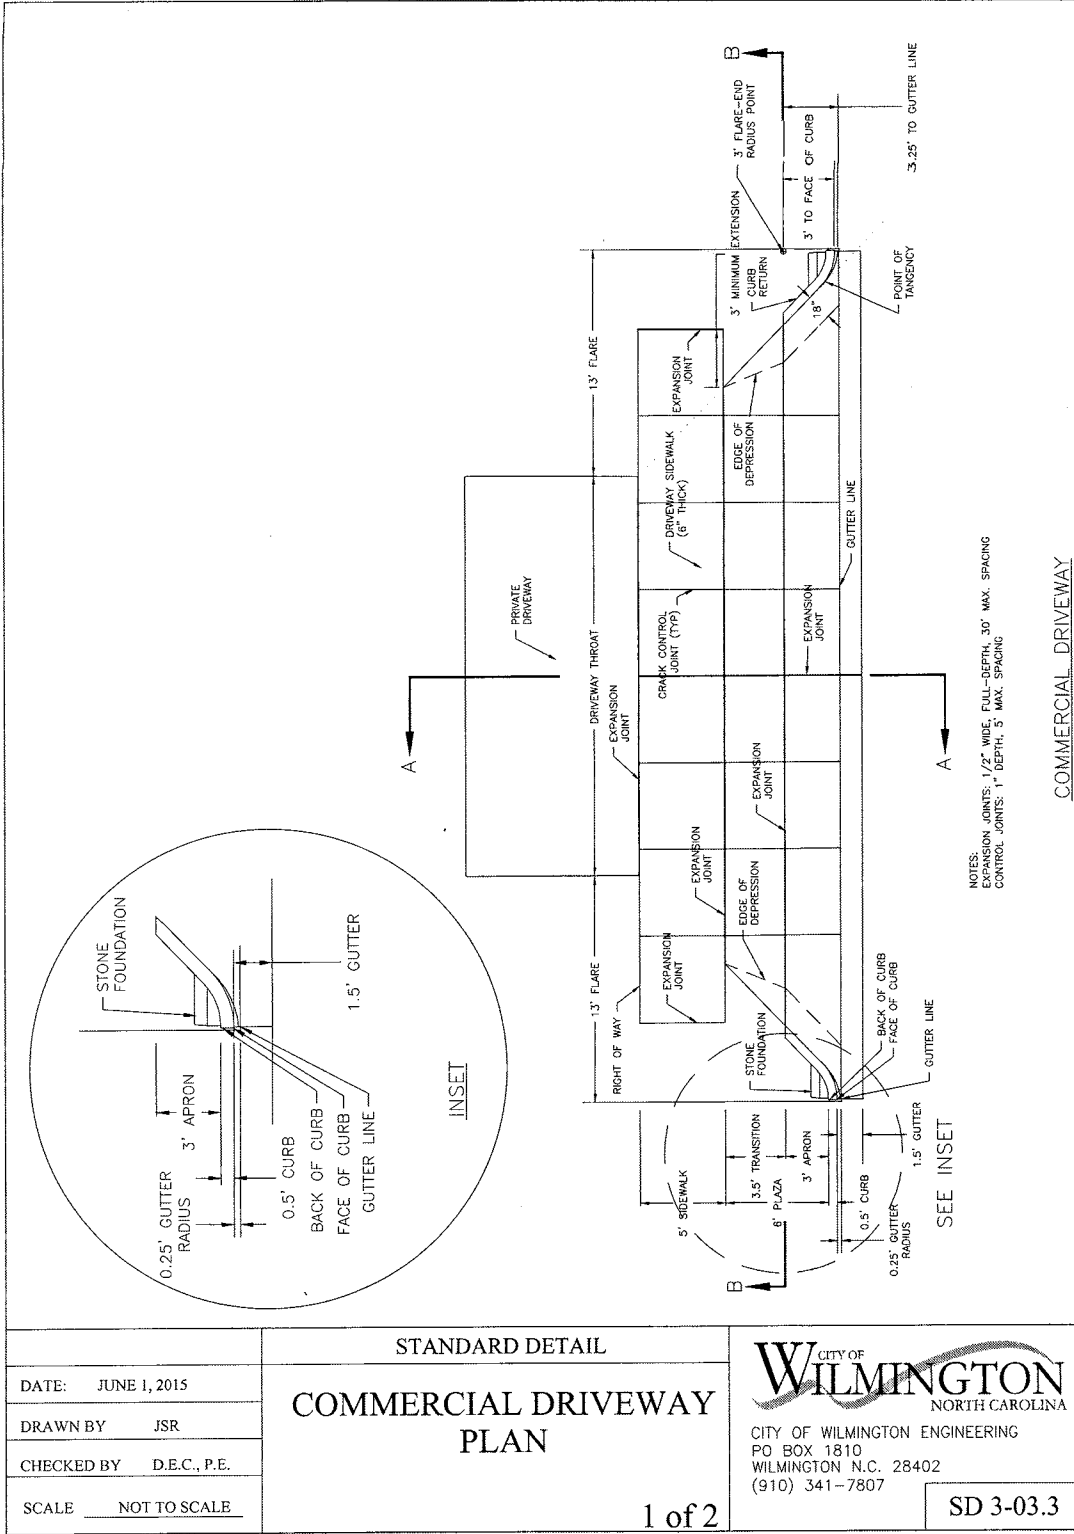 STONE
FOUNDATION
3' APRON
0.25' GUTTER
RADIUS
0.5' CURB
BACK OF CURB
FACE OF CURB
GUTTER LINE
1.5' GUTTER
INSET
A
PRIVATE
DRIVEWAY
13' FLARE
DRIVEWAY THROAT
13' FLARE
RIGHT OF WAY
EXPANSION
JOINT
EXPANSION
JOINT
EXPANSION
JOINT
EXPANSION
JOINT
CRACK CONTROL
JOINT (TYP)
DRIVEWAY SIDEWALK
(6" THICK)
EXPANSION
JOINT
EDGE OF
DEPRESSION
EDGE OF
DEPRESSION
EXPANSION
JOINT
3' MINIMUM EXTENSION
CURB
RETURN
3' FLARE-END
RADIUS POINT
B
3' TO FACE OF CURB
3.25' TO GUTTER LINE
18"
POINT OF
TANGENCY
GUTTER LINE
STONE
FOUNDATION
5' SIDEWALK
3.5' TRANSITION
3' APRON
6' PLAZA
B
0.5' CURB
0.25' GUTTER
RADIUS
1.5' GUTTER
BACK OF CURB
FACE OF CURB
GUTTER LINE
SEE INSET
A
NOTES:
EXPANSION JOINTS: 1/2" WIDE, FULL-DEPTH, 30' MAX. SPACING
CONTROL JOINTS: 1" DEPTH, 5' MAX. SPACING
COMMERCIAL DRIVEWAY
DATE: JUNE 1, 2015
DRAWN BY JSR
CHECKED BY D.E.C., P.E.
SCALE NOT TO SCALE
STANDARD DETAIL
COMMERCIAL DRIVEWAY
PLAN
1 of 2
CITY OF
WILMINGTON
NORTH CAROLINA
CITY OF WILMINGTON ENGINEERING
PO BOX 1810
WILMINGTON N.C. 28402
(910) 341-7807
SD 3-03.3